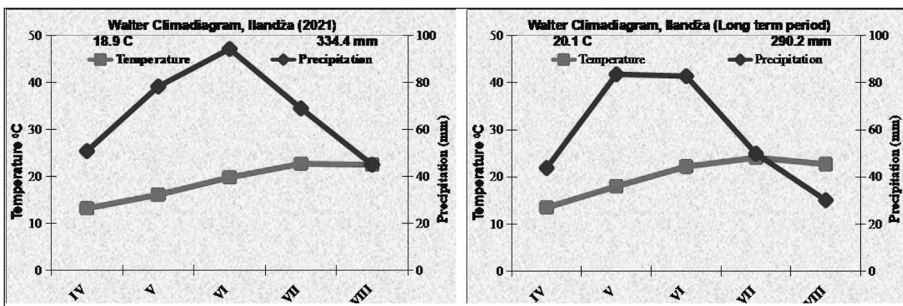 Walter Climadiagram, Ilandža (2021)
18.9 C 334.4 mm
Temperature Precipitation
50
40
30
20
10
0
Temperature ⁰C
100
80
60
40
20
0
Precipitation (mm)
IV V VI VII VIII
Walter Climadiagram, Ilandža (Long term period)
20.1 C 290.2 mm
Temperature Precipitation
50
40
30
20
10
0
Temperature ⁰C
100
80
60
40
20
0
Precipitation (mm)
IV V VI VII VIII